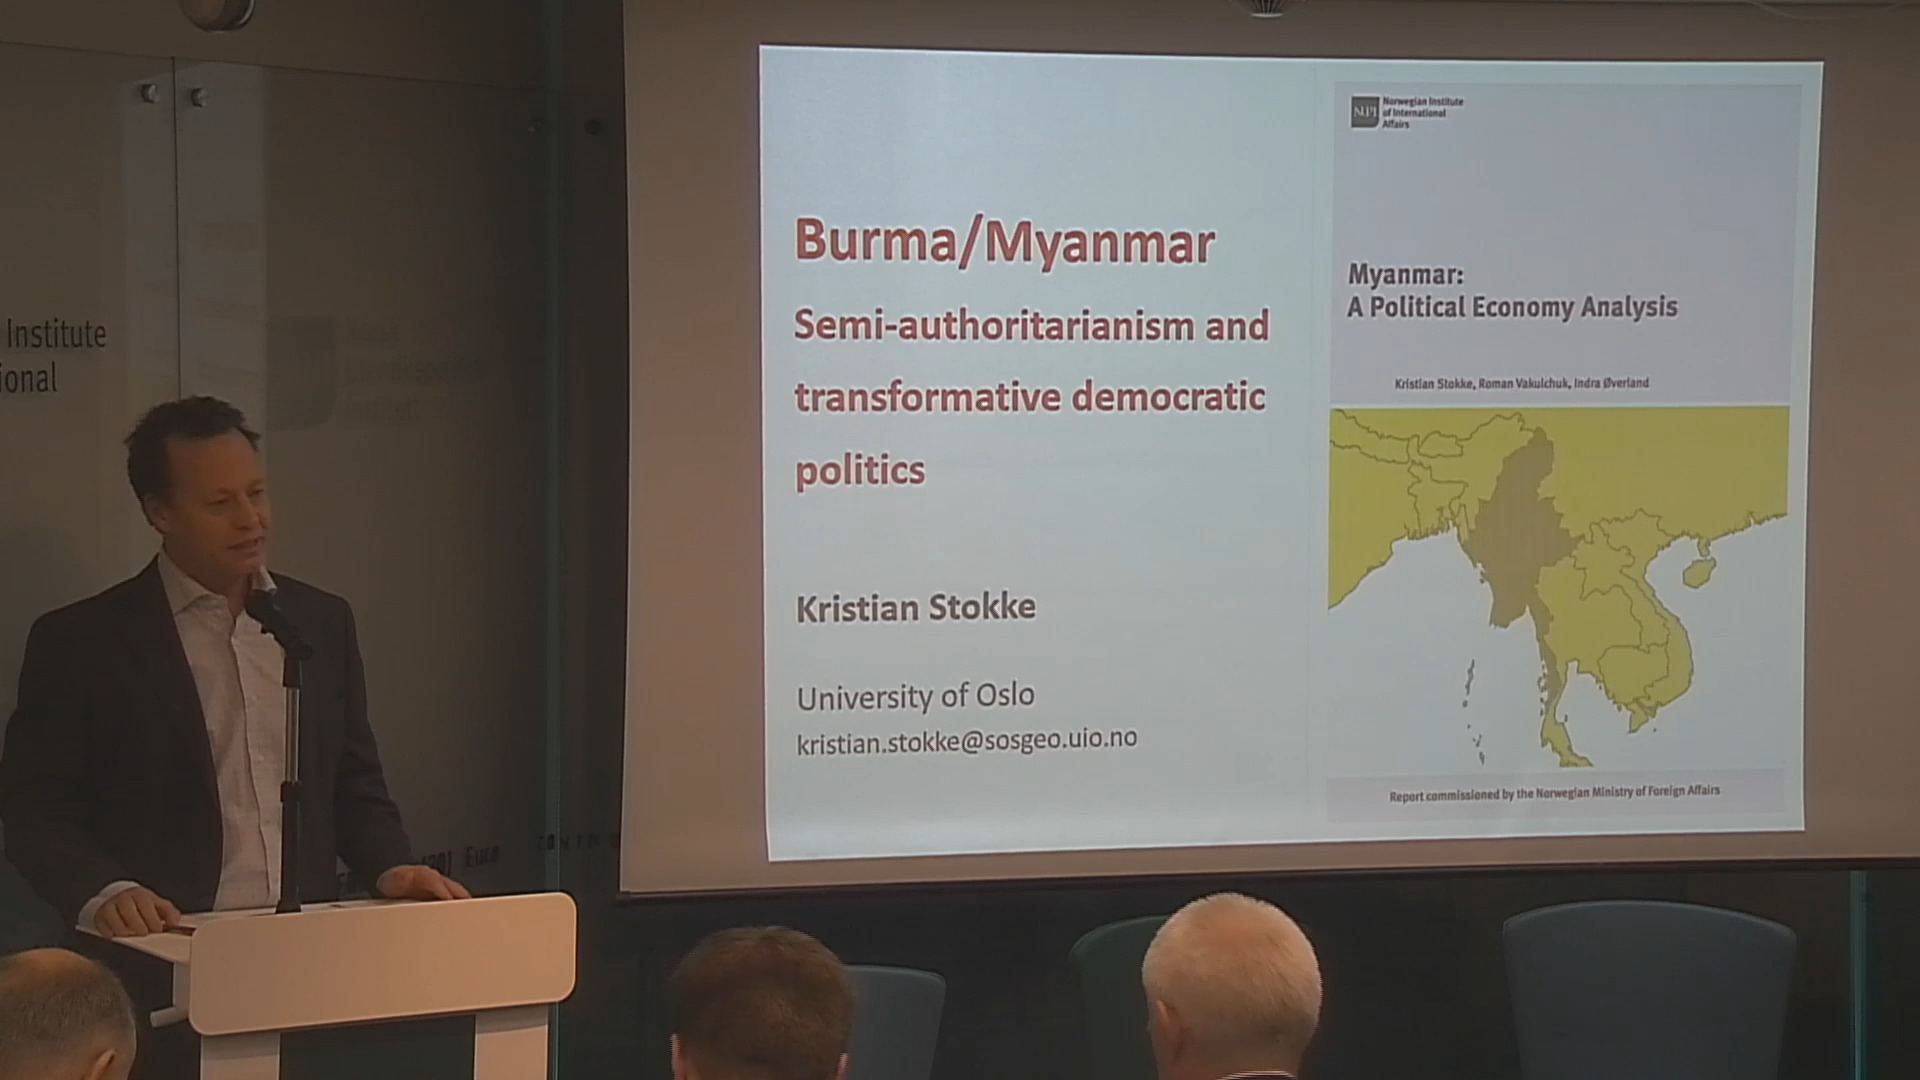 Institute
ional
Burma/Myanmar
Semi-authoritarianism and
transformative democratic
politics
Kristian Stokke
University of Oslo
kristian.stokke@sosgeo.uio.no
NUPI
Norwegian Institute
of International
Affairs
Myanmar:
A Political Economy Analysis
Kristian Stokke, Roman Vakulchuk, Indra Øverland
Report commissioned by the Norwegian Ministry of Foreign Affairs